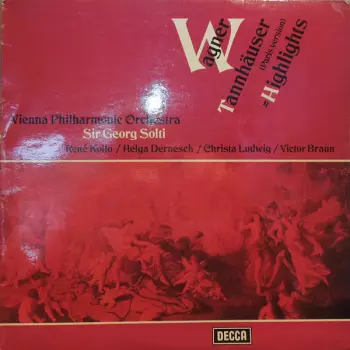 Wagner
Tannhäuser
(Paris version)
Highlights
Vienna Philharmonic Orchestra
Sir Georg Solti
René Kollo / Helga Dernesch / Christa Ludwig / Victor Braun
DECCA